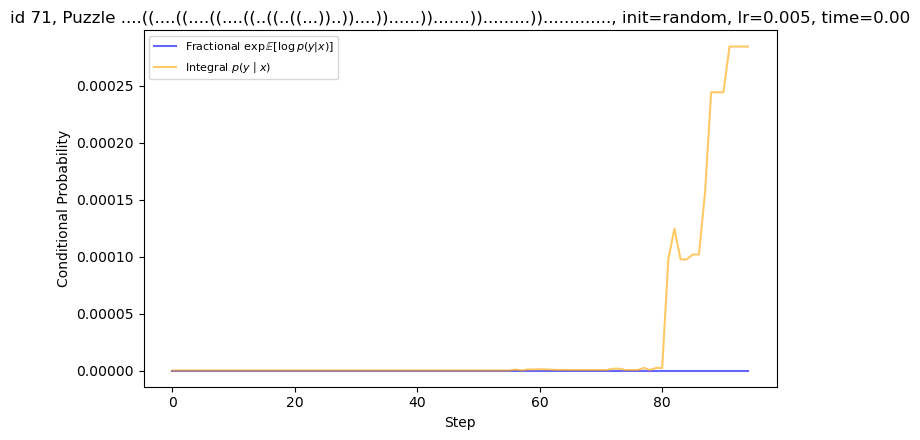 id 71, Puzzle ....((....((....((....((..((..((...))..))....))......)).......)).........))............., init=random, lr=0.005, time=0.00
Fractional exp𝔼[log p(y|x)]
Integral p(y | x)
0.00025
0.00020
0.00015
0.00010
0.00005
0.00000
Conditional Probability
0 20 40 60 80
Step